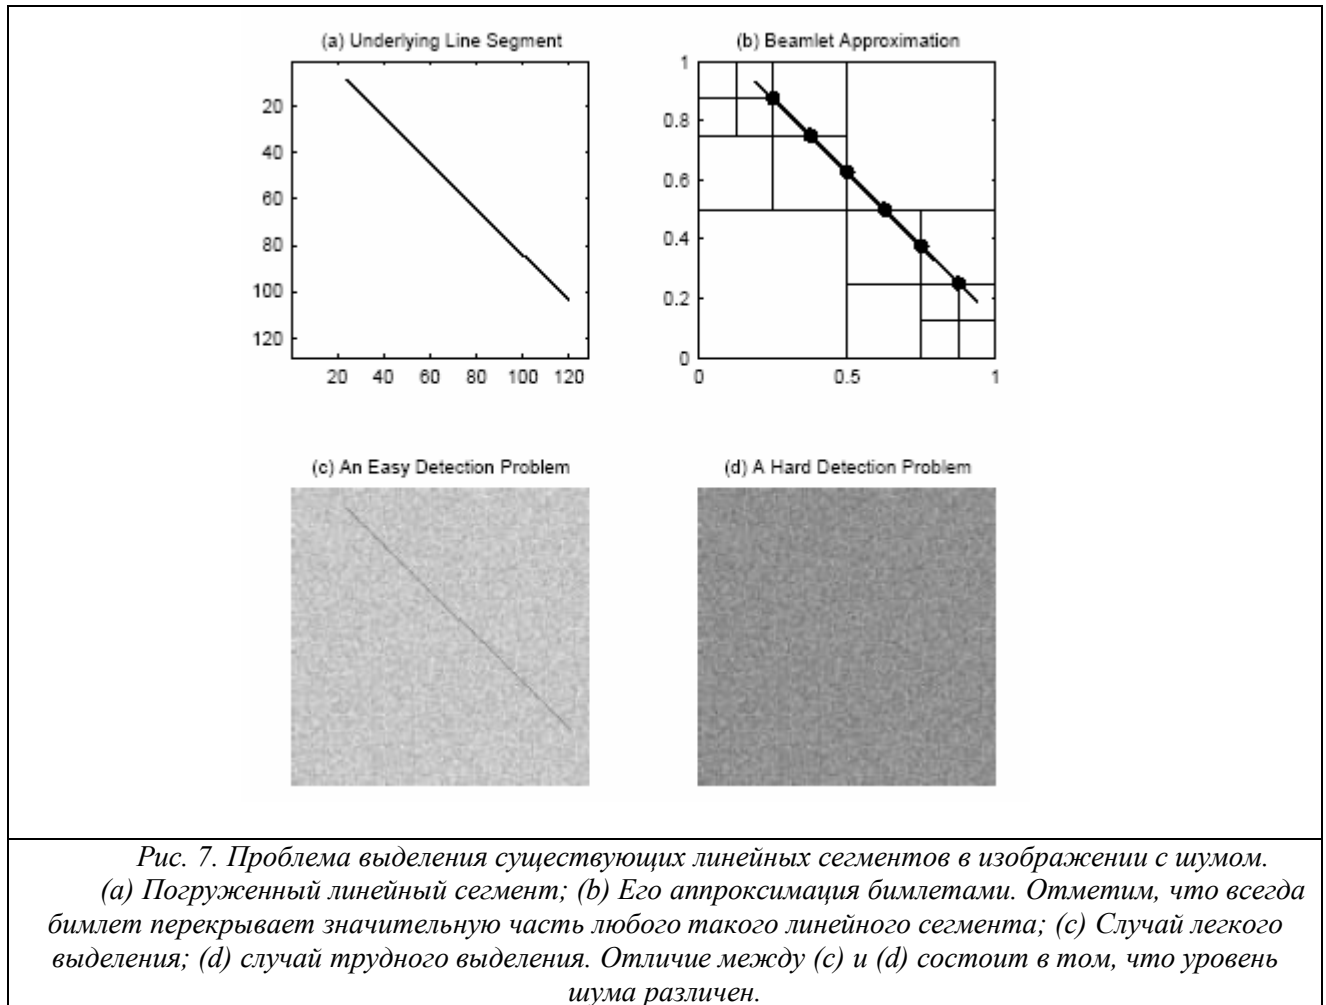 (a) Underlying Line Segment
(b) Beamlet Approximation
20
40
60
80
100
120
20 40 60 80 100 120
1
0.8
0.6
0.4
0.2
0
0 0.5 1
(c) An Easy Detection Problem
(d) A Hard Detection Problem
Рис. 7. Проблема выделения существующих линейных сегментов в изображении с шумом.
(a) Погруженный линейный сегмент; (b) Его аппроксимация бимлетами. Отметим, что всегда
бимлет перекрывает значительную часть любого такого линейного сегмента; (c) Случай легкого
выделения; (d) случай трудного выделения. Отличие между (c) и (d) состоит в том, что уровень
шума различен.